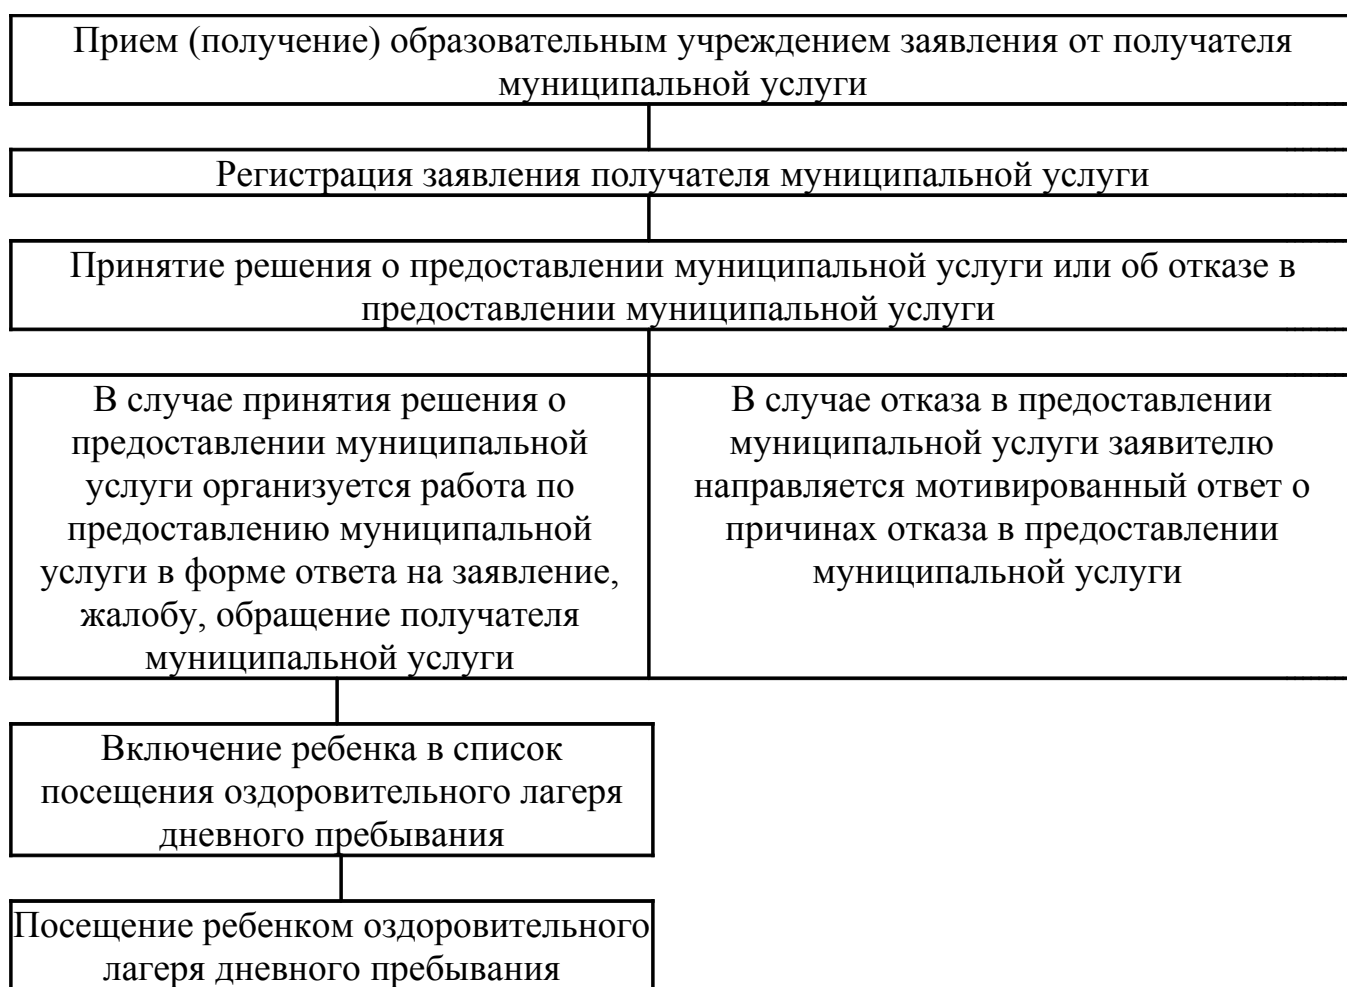 Прием (получение) образовательным учреждением заявления от получателя
муниципальной услуги
Регистрация заявления получателя муниципальной услуги
Принятие решения о предоставлении муниципальной услуги или об отказе в
предоставлении муниципальной услуги
В случае принятия решения о
предоставлении муниципальной
услуги организуется работа по
предоставлению муниципальной
услуги в форме ответа на заявление,
жалобу, обращение получателя
муниципальной услуги
В случае отказа в предоставлении
муниципальной услуги заявителю
направляется мотивированный ответ о
причинах отказа в предоставлении
муниципальной услуги
Включение ребенка в список
посещения оздоровительного лагеря
дневного пребывания
Посещение ребенком оздоровительного
лагеря дневного пребывания